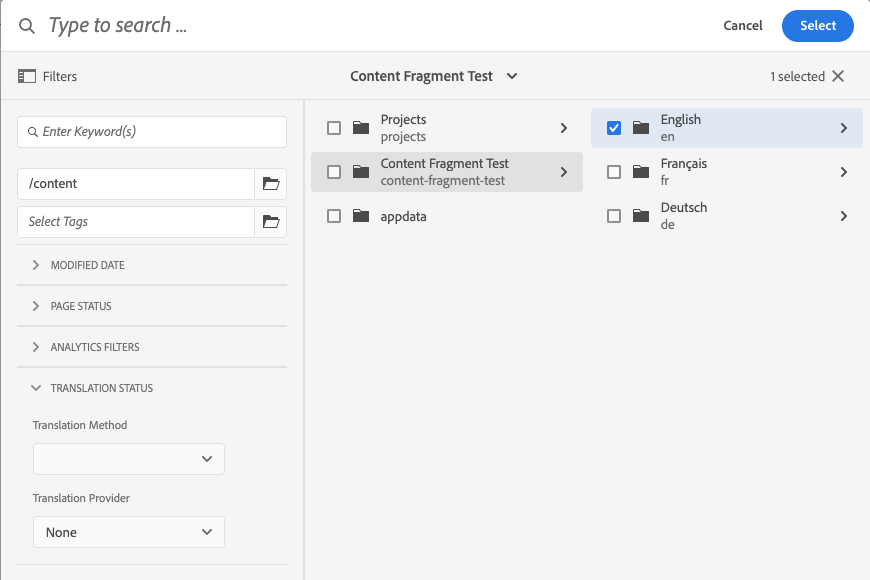 Type to search ...
Cancel
Select
Filters
Content Fragment Test
1 selected
Enter Keyword(s)
/content
Select Tags
MODIFIED DATE
PAGE STATUS
ANALYTICS FILTERS
TRANSLATION STATUS
Translation Method
Translation Provider
None
Projects
projects
Content Fragment Test
content-fragment-test
appdata
English
en
Français
fr
Deutsch
de